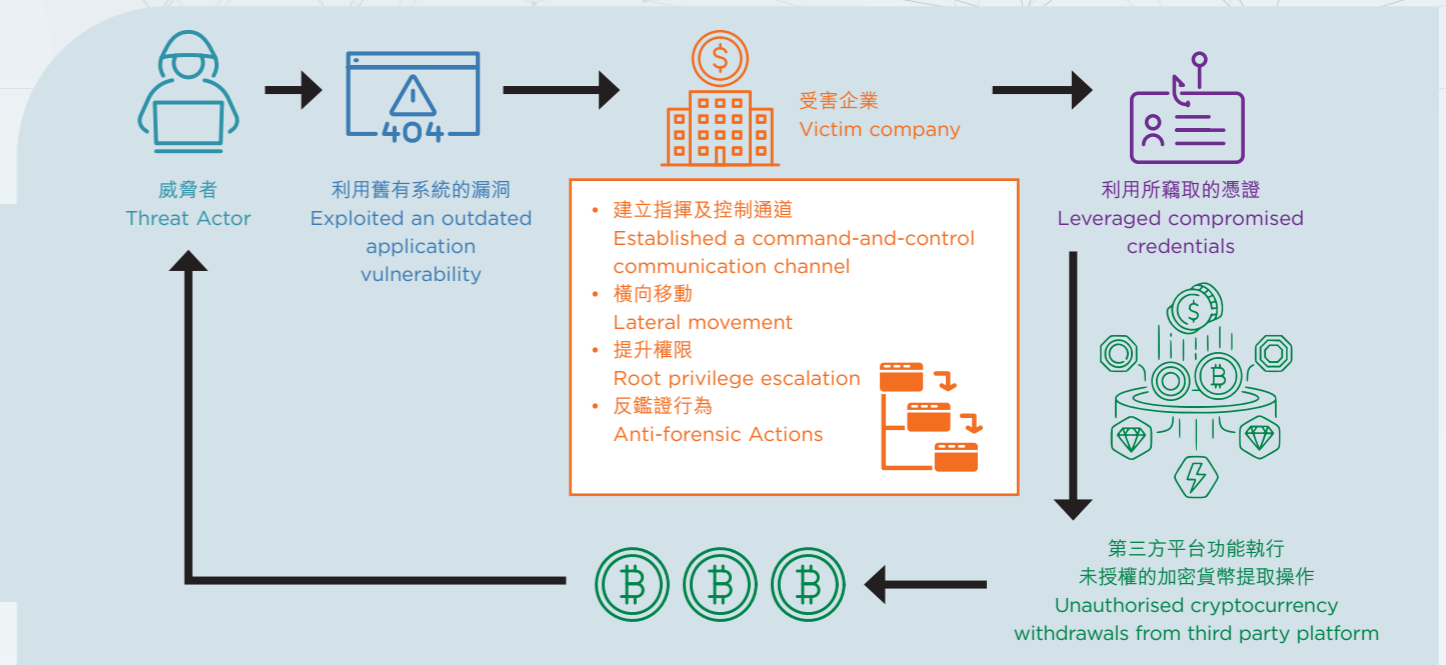 威脅者
Threat Actor
404
利用舊有系統的漏洞
Exploited an outdated
application
vulnerability
受害企業
Victim company
• 建立指揮及控制通道
Established a command-and-control
communication channel
• 橫向移動
Lateral movement
• 提升權限
Root privilege escalation
• 反鑑證行為
Anti-forensic Actions
利用所竊取的憑證
Leveraged compromised
credentials
第三方平台功能執行
未授權的加密貨幣提取操作
Unauthorised cryptocurrency
withdrawals from third party platform